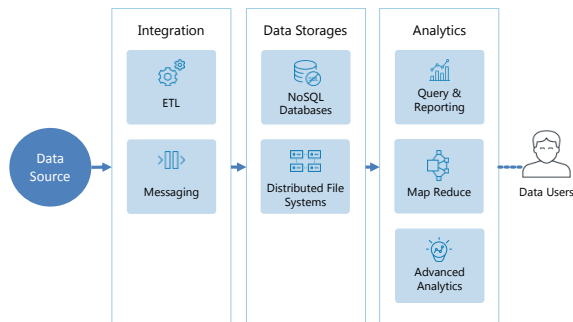 Integration
Data Storages
Analytics
ETL
NoSQL
Databases
Query &
Reporting
Data
Source
Messaging
Distributed File
Systems
Map Reduce
Data Users
Advanced
Analytics